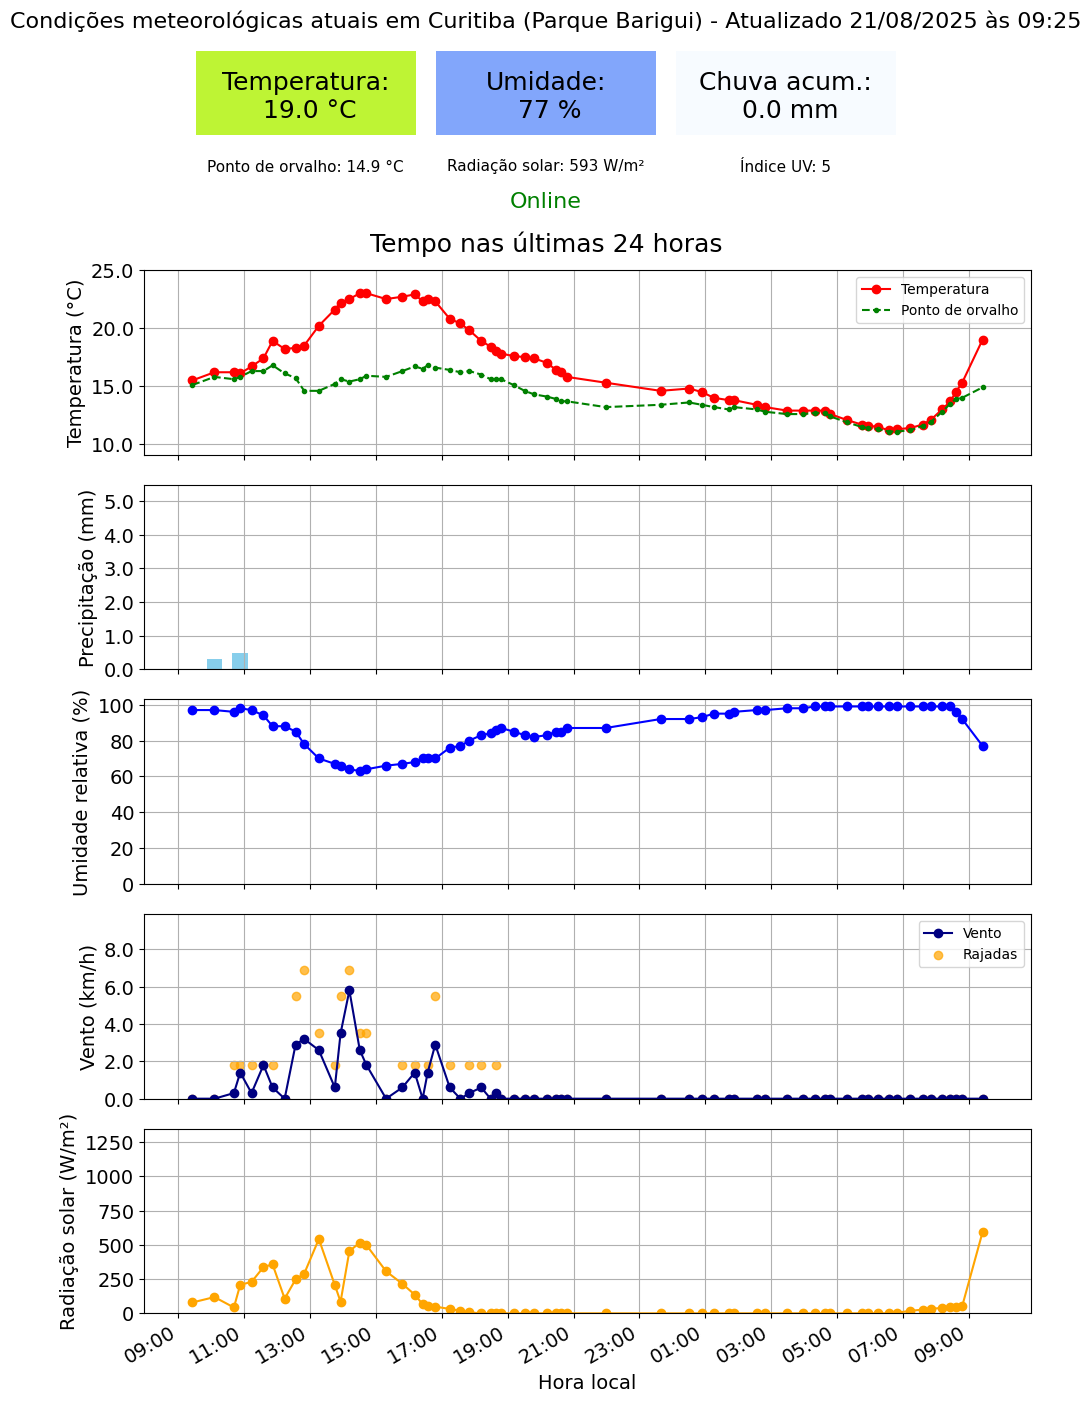 Condições meteorológicas atuais em Curitiba (Parque Barigui) - Atualizado 21/08/2025 às 09:25
Temperatura:
19.0 °C
Umidade:
77 %
Chuva acum.:
0.0 mm
Ponto de orvalho: 14.9 °C
Radiação solar: 593 W/m²
Índice UV: 5
Online
Tempo nas últimas 24 horas
Temperatura (°C)
25.0
20.0
15.0
10.0
Temperatura
Ponto de orvalho
Precipitação (mm)
5.0
4.0
3.0
2.0
1.0
0.0
Umidade relativa (%)
100
80
60
40
20
0
Vento (km/h)
8.0
6.0
4.0
2.0
0.0
Vento
Rajadas
Radiação solar (W/m²)
1250
1000
750
500
250
0
09:00
11:00
13:00
15:00
17:00
19:00
21:00
23:00
01:00
03:00
05:00
07:00
09:00
Hora local